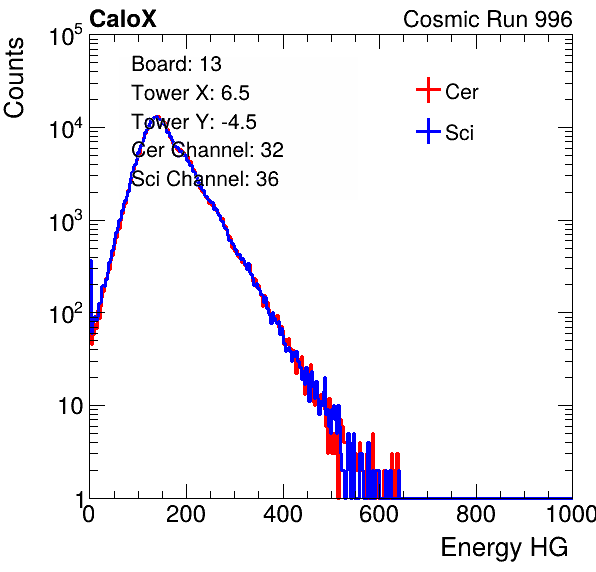 CaloX Cosmic Run 996
10^5
10^4
10^3
10^2
10
1
Counts
Board: 13
Tower X: 6.5
Tower Y: -4.5
Cer Channel: 32
Sci Channel: 36
Cer
Sci
0 200 400 600 800 1000
Energy HG